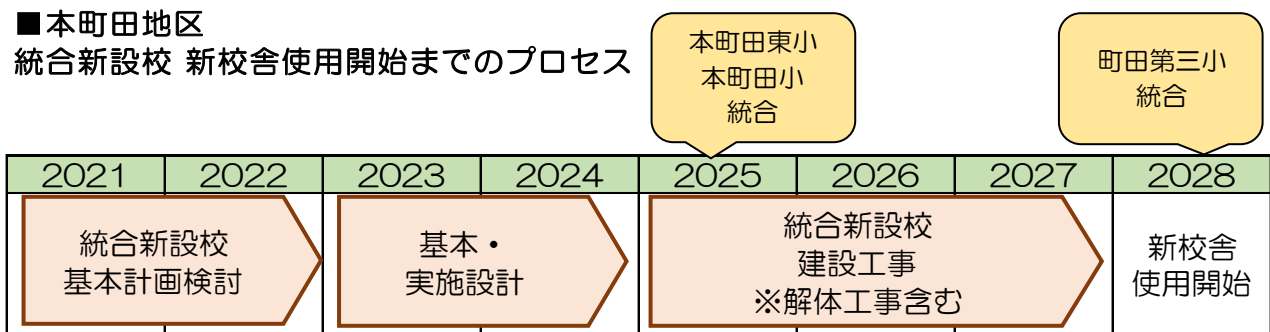 ■本町田地区
統合新設校 新校舎使用開始までのプロセス
本町田東小
本町田小
統合
町田第三小
統合
2021 2022 2023 2024 2025 2026 2027 2028
統合新設校
基本計画検討
基本・
実施設計
統合新設校
建設工事
※解体工事含む
新校舎
使用開始